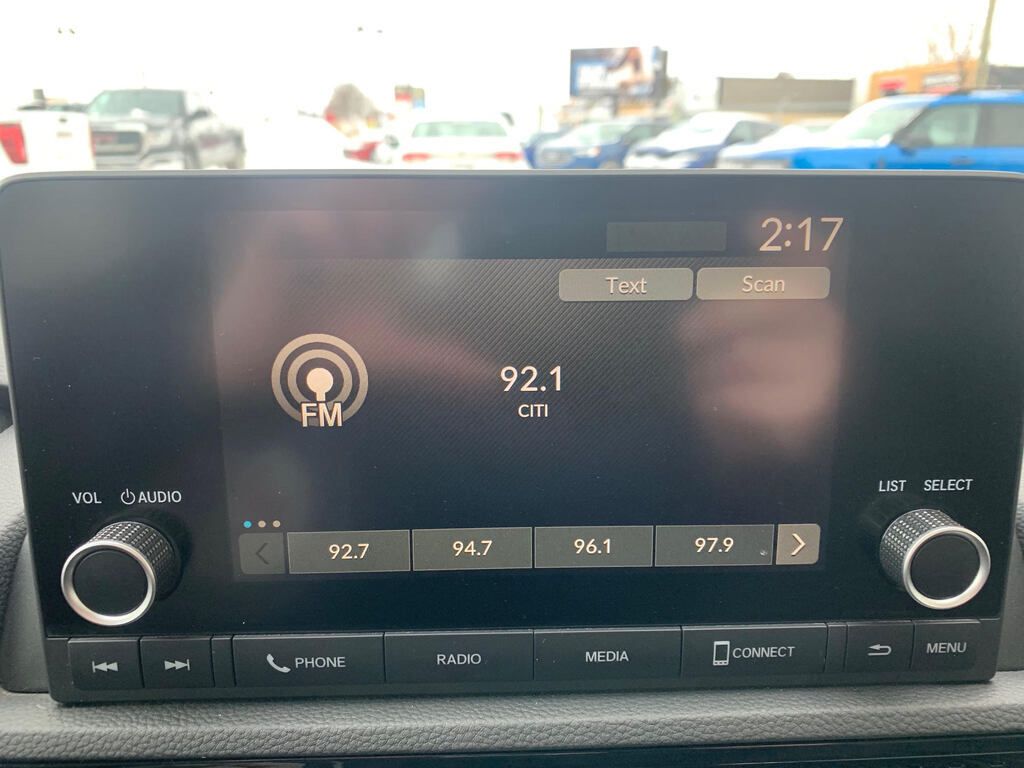 2:17
Text Scan
92.1
CITI
FM
VOL AUDIO
LIST SELECT
92.7 94.7 96.1 97.9
PHONE RADIO MEDIA CONNECT MENU